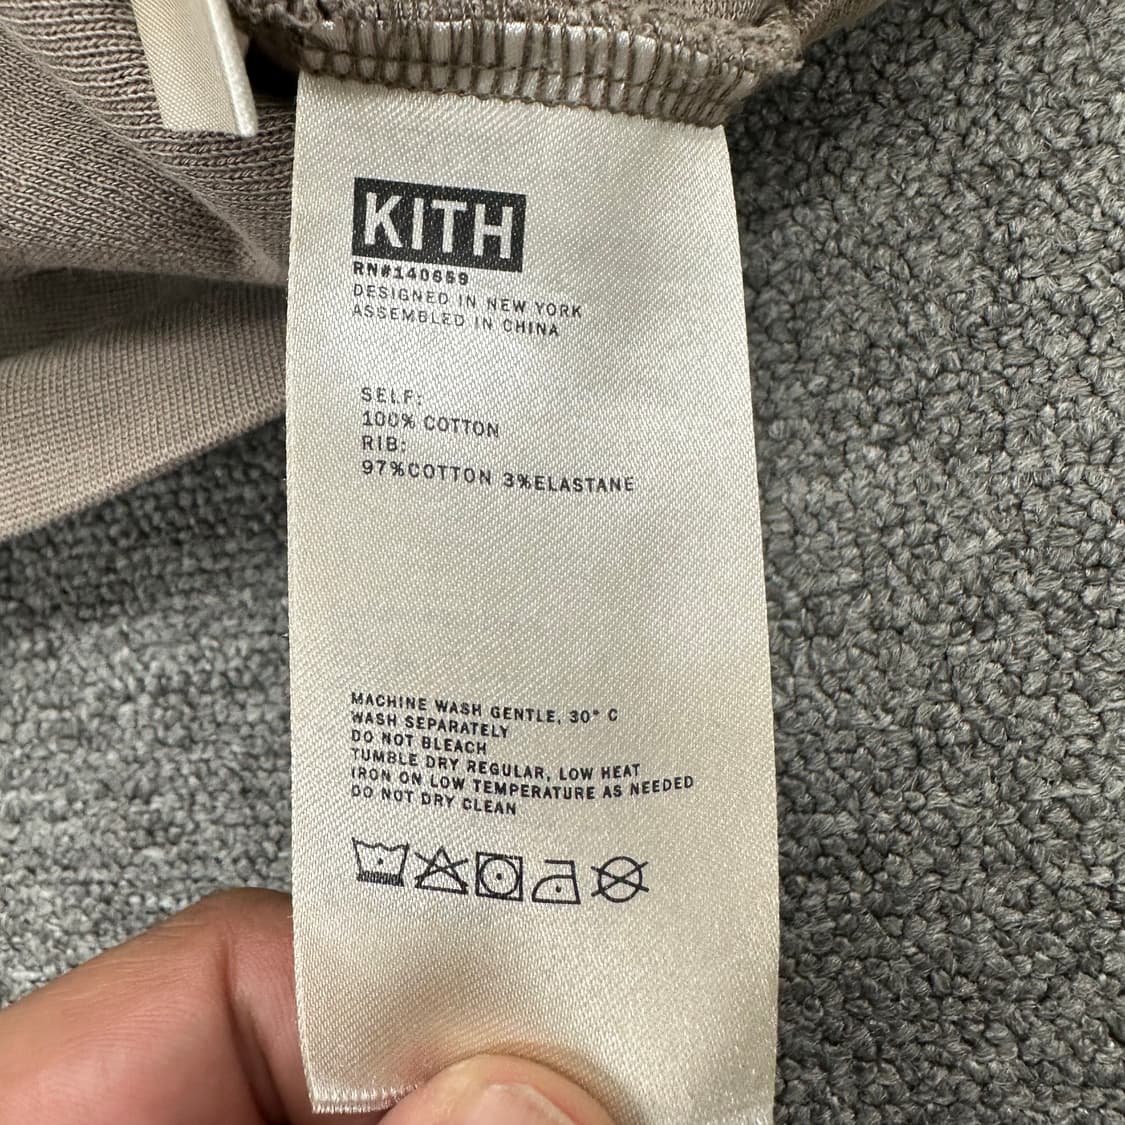 KITH
RN#140659
DESIGNED IN NEW YORK
ASSEMBLED IN CHINA
SELF:
100% COTTON
RIB:
97%COTTON 3%ELASTANE
MACHINE WASH GENTLE, 30° C
WASH SEPARATELY
DO NOT BLEACH
TUMBLE DRY REGULAR, LOW HEAT
IRON ON LOW TEMPERATURE AS NEEDED
DO NOT DRY CLEAN